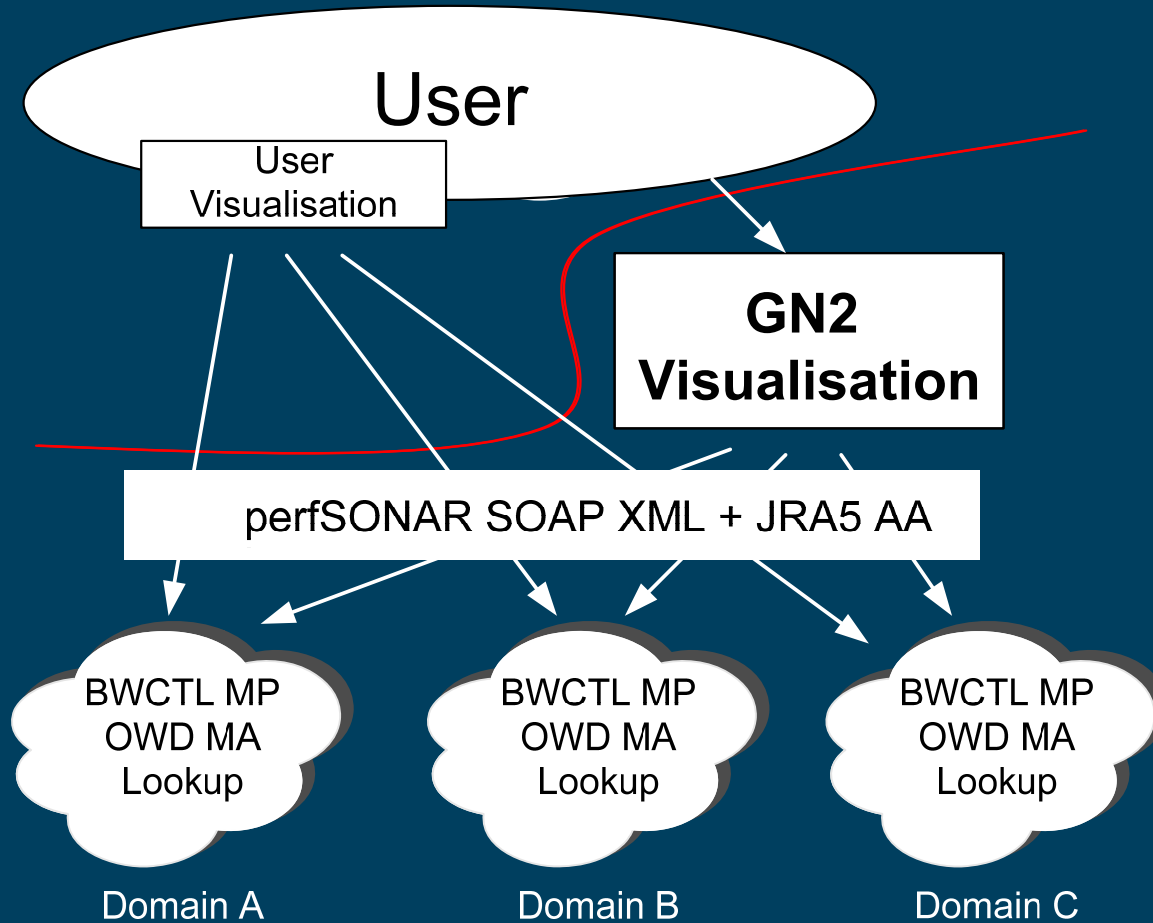 User
User
Visualisation
GN2
Visualisation
perfSONAR SOAP XML + JRA5 AA
BWCTL MP
OWD MA
Lookup
BWCTL MP
OWD MA
Lookup
BWCTL MP
OWD MA
Lookup
Domain A
Domain B
Domain C